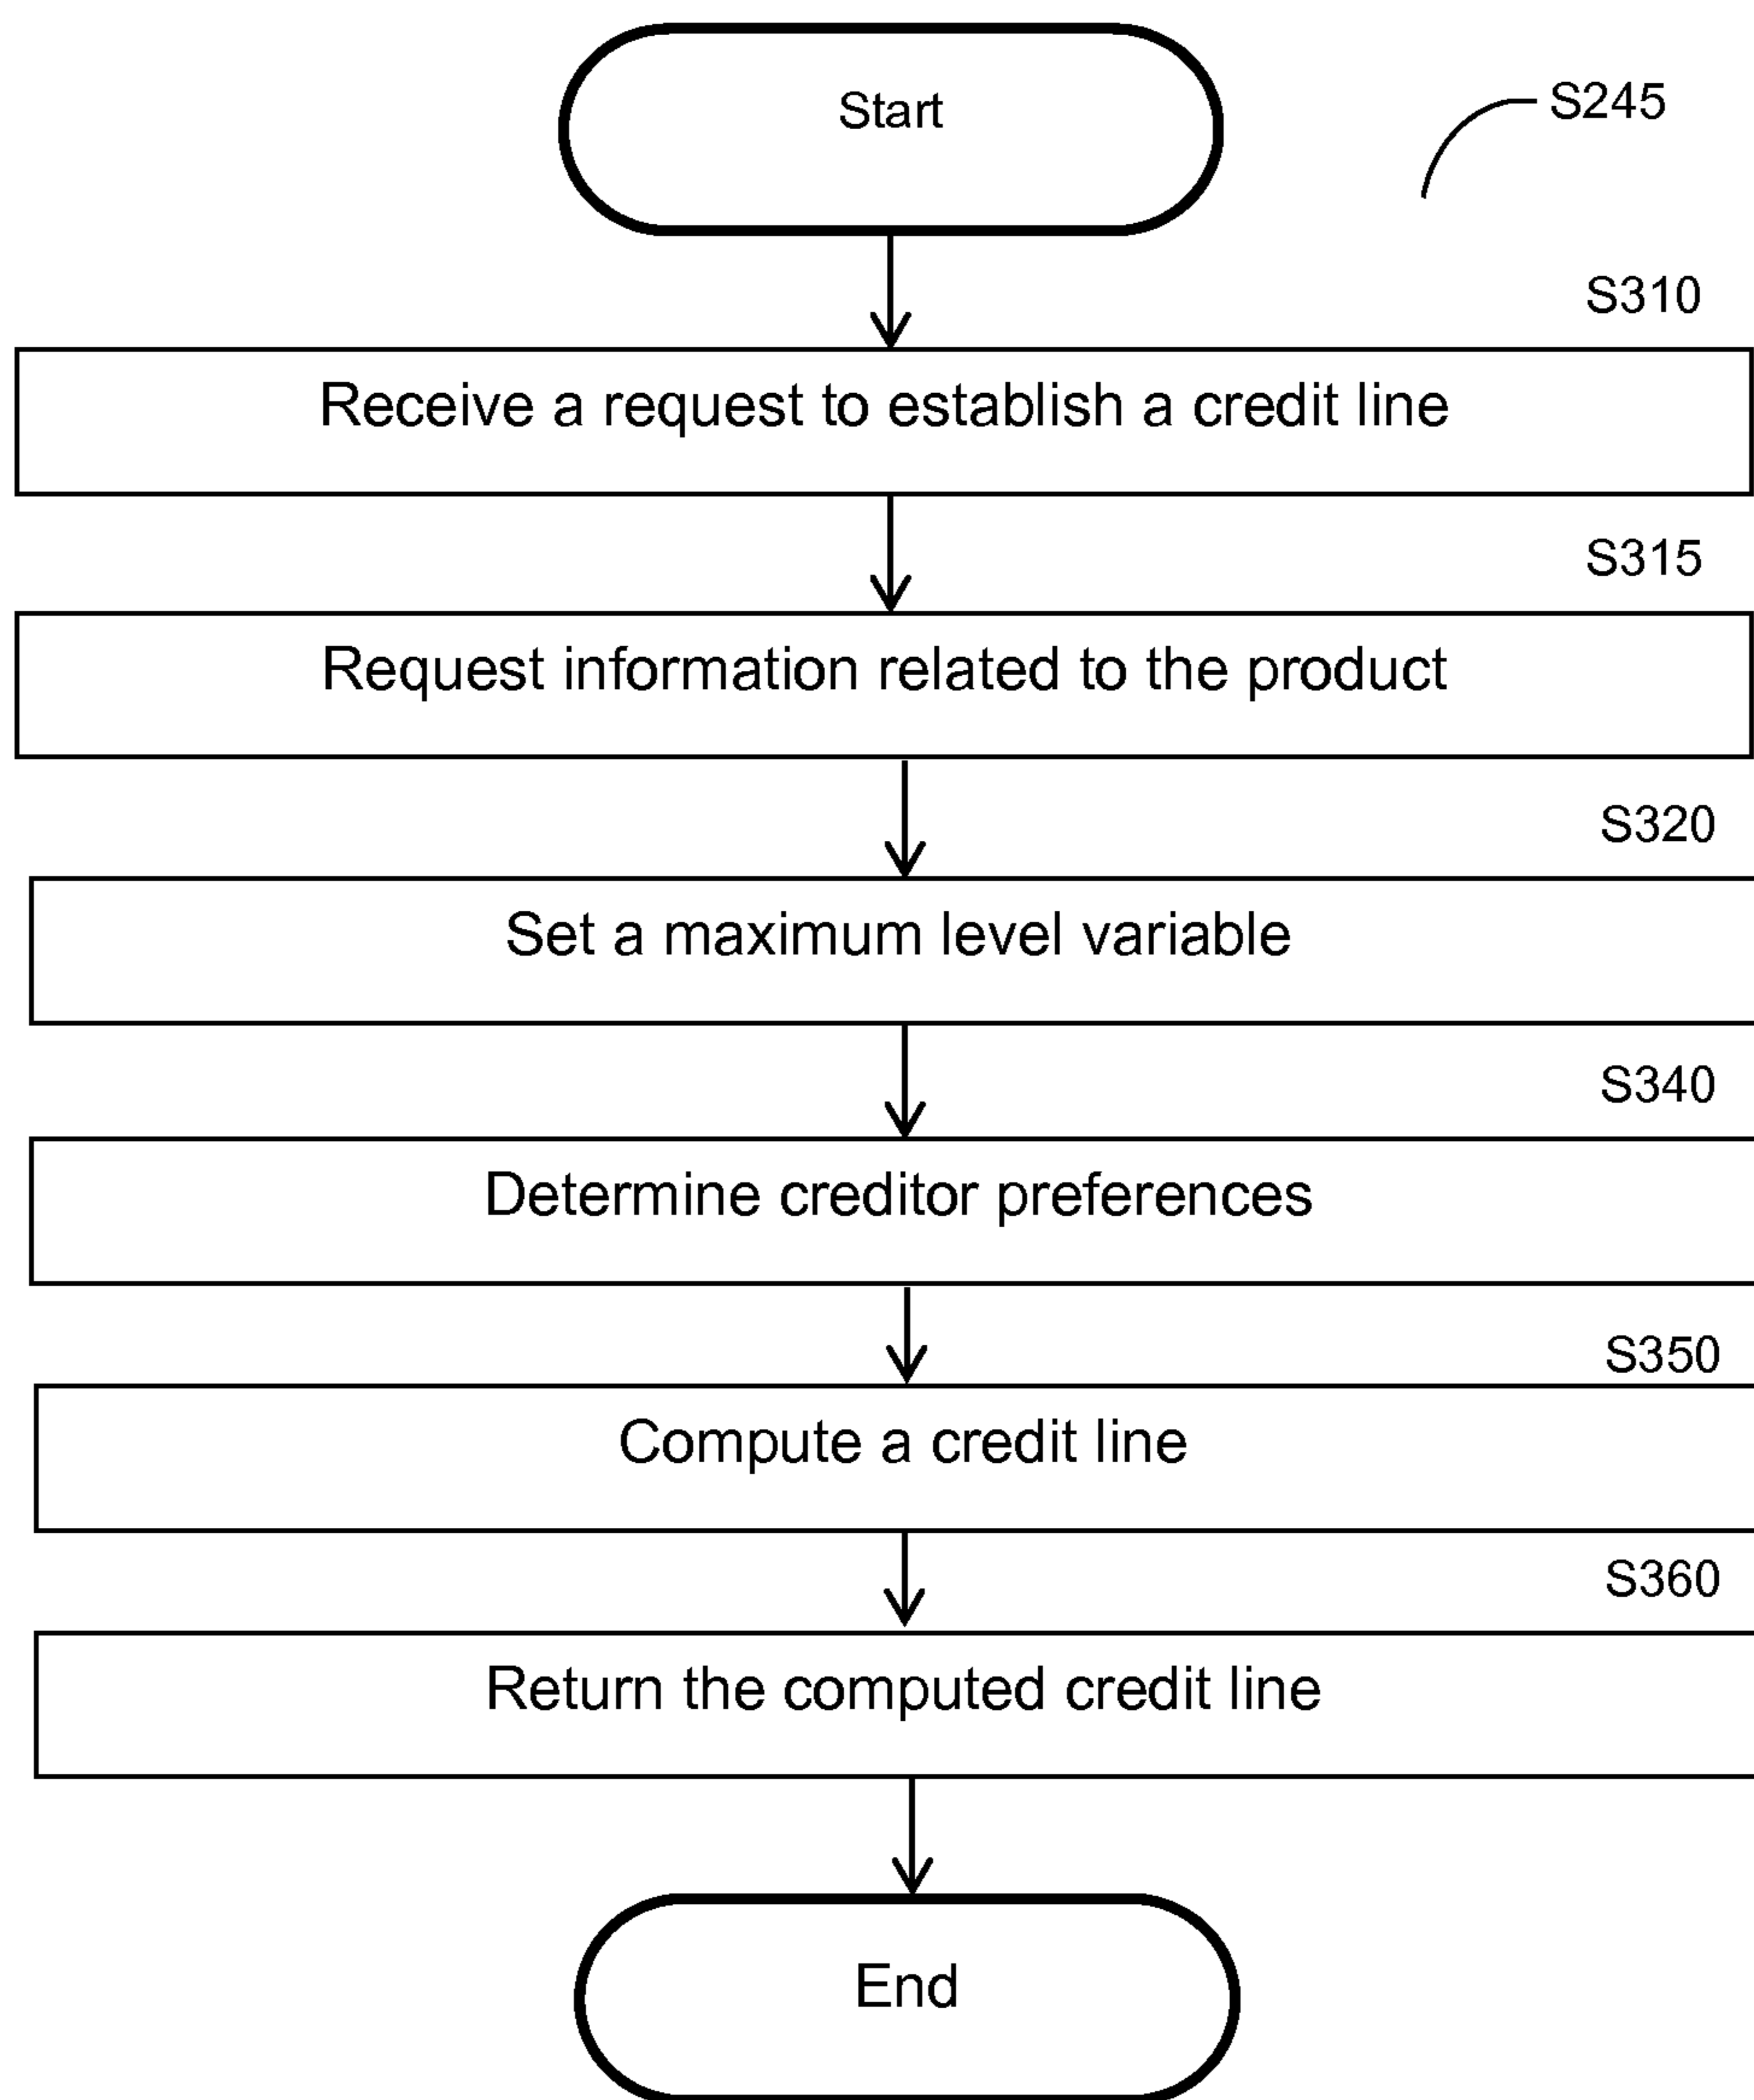 Start
S245
S310
Receive a request to establish a credit line
S315
Request information related to the product
S320
Set a maximum level variable
S340
Determine creditor preferences
S350
Compute a credit line
S360
Return the computed credit line
End